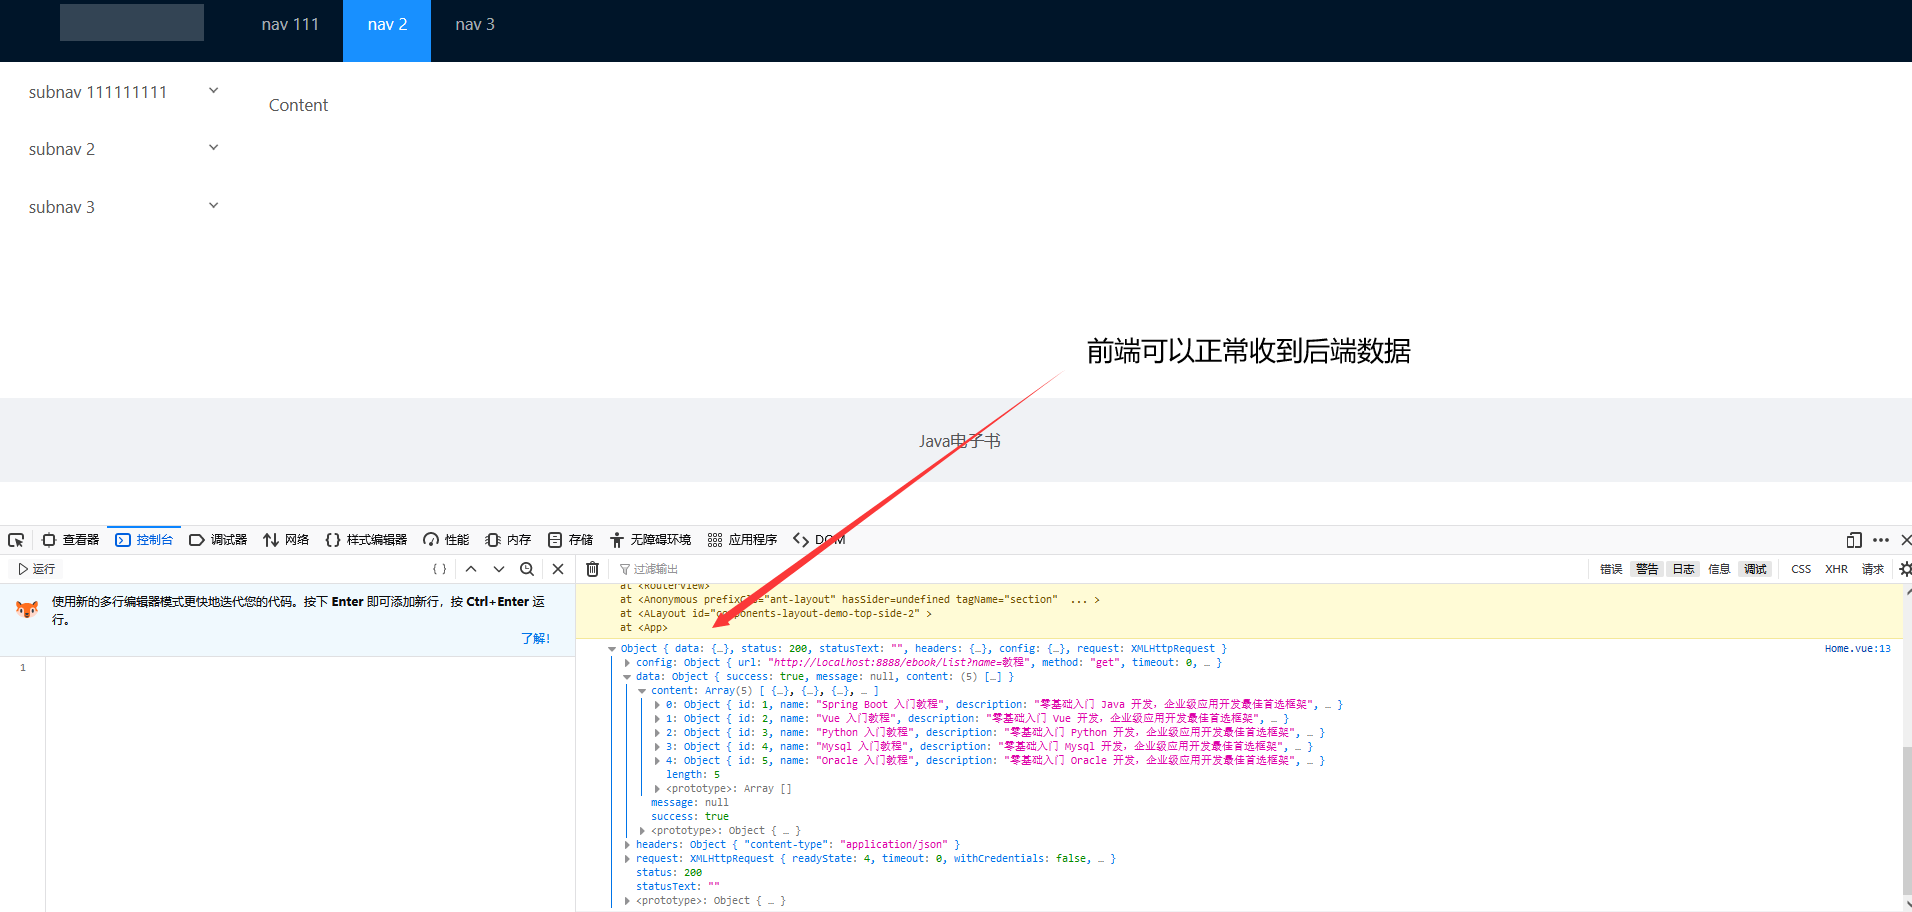 nav 111 nav 2 nav 3
subnav 111111111
Content
subnav 2
subnav 3
前端可以正常收到后端数据
Java电子书
查看器 控制台 调试器 网络 {} 样式编辑器 性能 内存 存储 无障碍环境 应用程序 DOM
运行 { } 过滤输出 错误 警告 日志 信息 调试 CSS XHR 请求
使用新的多行编辑器模式更快地迭代您的代码。按下 Enter 即可添加新行，按 Ctrl+Enter 运
行。
了解！
1
at <RouterView>
at <Anonymous prefixCls="ant-layout" hasSider=undefined tagName="section" ... >
at <ALayout id="components-layout-demo-top-side-2" >
at <App>
Object { data: {…}, status: 200, statusText: "", headers: {…}, config: {…}, request: XMLHttpRequest } Home.vue:13
config: Object { url: "http://localhost:8888/ebook/list?name=教程", method: "get", timeout: 0, … }
data: Object { success: true, message: null, content: (5) […] }
content: Array(5) [ {…}, {…}, {…}, … ]
0: Object { id: 1, name: "Spring Boot 入门教程", description: "零基础入门 Java 开发，企业级应用开发最佳首选框架", … }
1: Object { id: 2, name: "Vue 入门教程", description: "零基础入门 Vue 开发，企业级应用开发最佳首选框架", … }
2: Object { id: 3, name: "Python 入门教程", description: "零基础入门 Python 开发，企业级应用开发最佳首选框架", … }
3: Object { id: 4, name: "Mysql 入门教程", description: "零基础入门 Mysql 开发，企业级应用开发最佳首选框架", … }
4: Object { id: 5, name: "Oracle 入门教程", description: "零基础入门 Oracle 开发，企业级应用开发最佳首选框架", … }
length: 5
<prototype>: Array []
message: null
success: true
<prototype>: Object { … }
headers: Object { "content-type": "application/json" }
request: XMLHttpRequest { readyState: 4, timeout: 0, withCredentials: false, … }
status: 200
statusText: ""
<prototype>: Object { … }